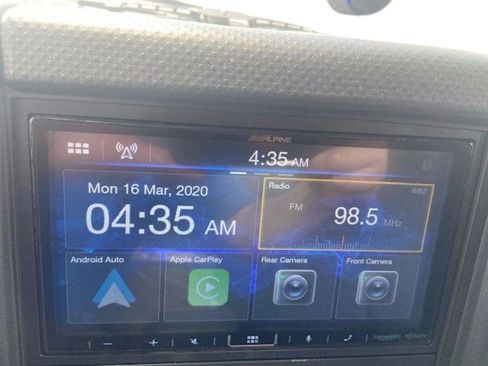 ALPINE
4:35 AM
Mon 16 Mar, 2020
04:35 AM
Radio
WBZ
FM
98.5 MHz
Android Auto
Apple CarPlay
Rear Camera
Front Camera